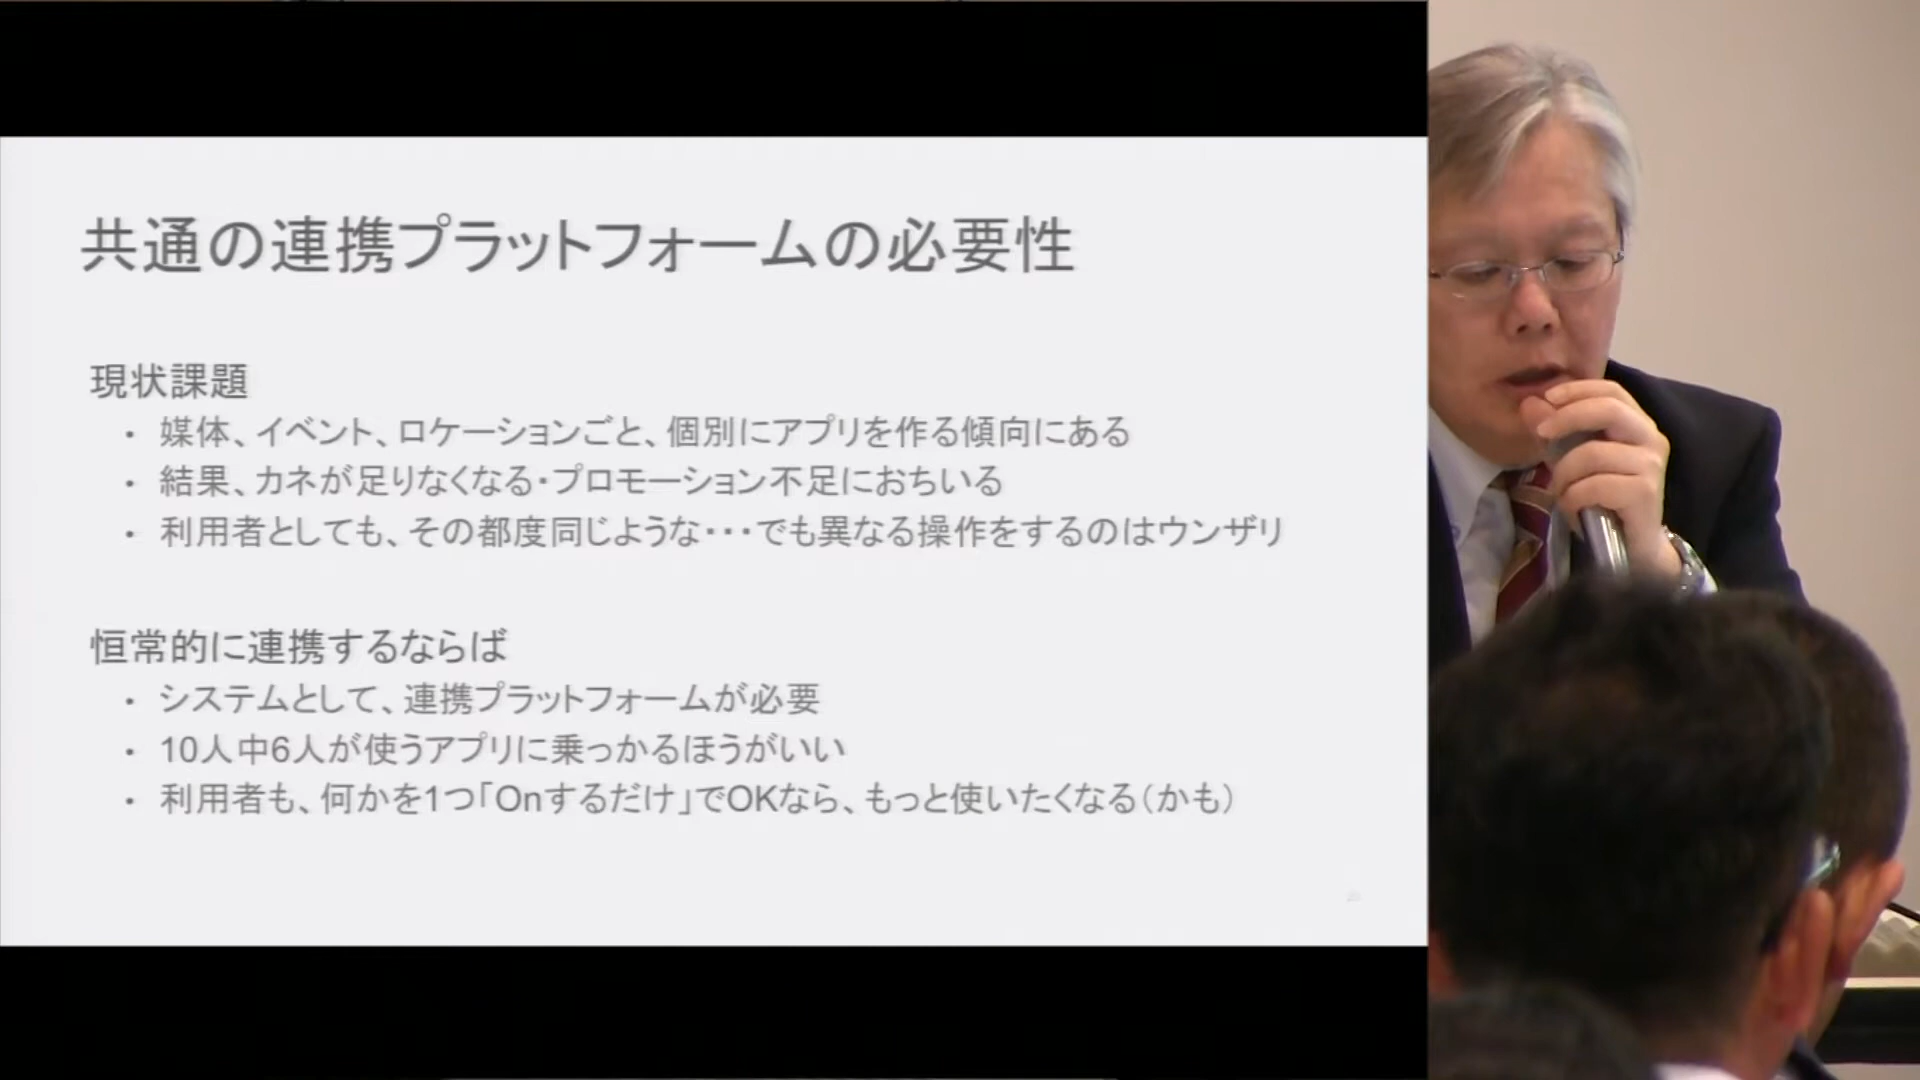 共通の連携プラットフォームの必要性
現状課題
・ 媒体、イベント、ロケーションごと、個別にアプリを作る傾向にある
・ 結果、カネが足りなくなる・プロモーション不足におちいる
・ 利用者としても、その都度同じような・・・でも異なる操作をするのはウンザリ
恒常的に連携するならば
・ システムとして、連携プラットフォームが必要
・ 10人中6人が使うアプリに乗っかるほうがいい
・ 利用者も、何かを1つ「Onするだけ」でOKなら、もっと使いたくなる（かも）